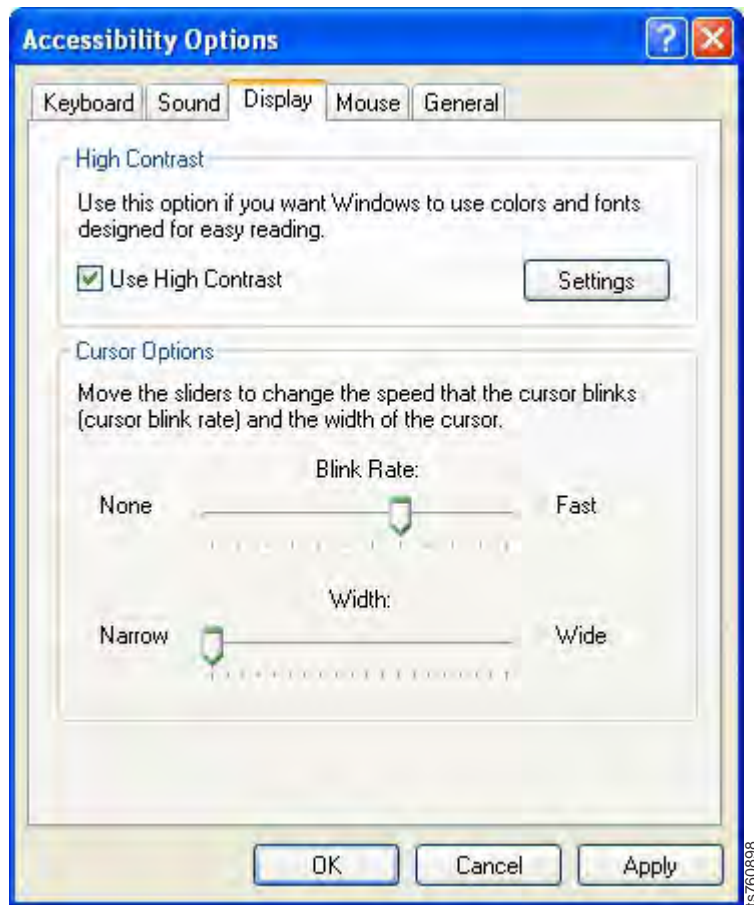 Accessibility Options
Keyboard Sound Display Mouse General
High Contrast
Use this option if you want Windows to use colors and fonts
designed for easy reading.
Use High Contrast Settings
Cursor Options
Move the sliders to change the speed that the cursor blinks
(cursor blink rate) and the width of the cursor.
Blink Rate:
None Fast
Width:
Narrow Wide
OK Cancel Apply